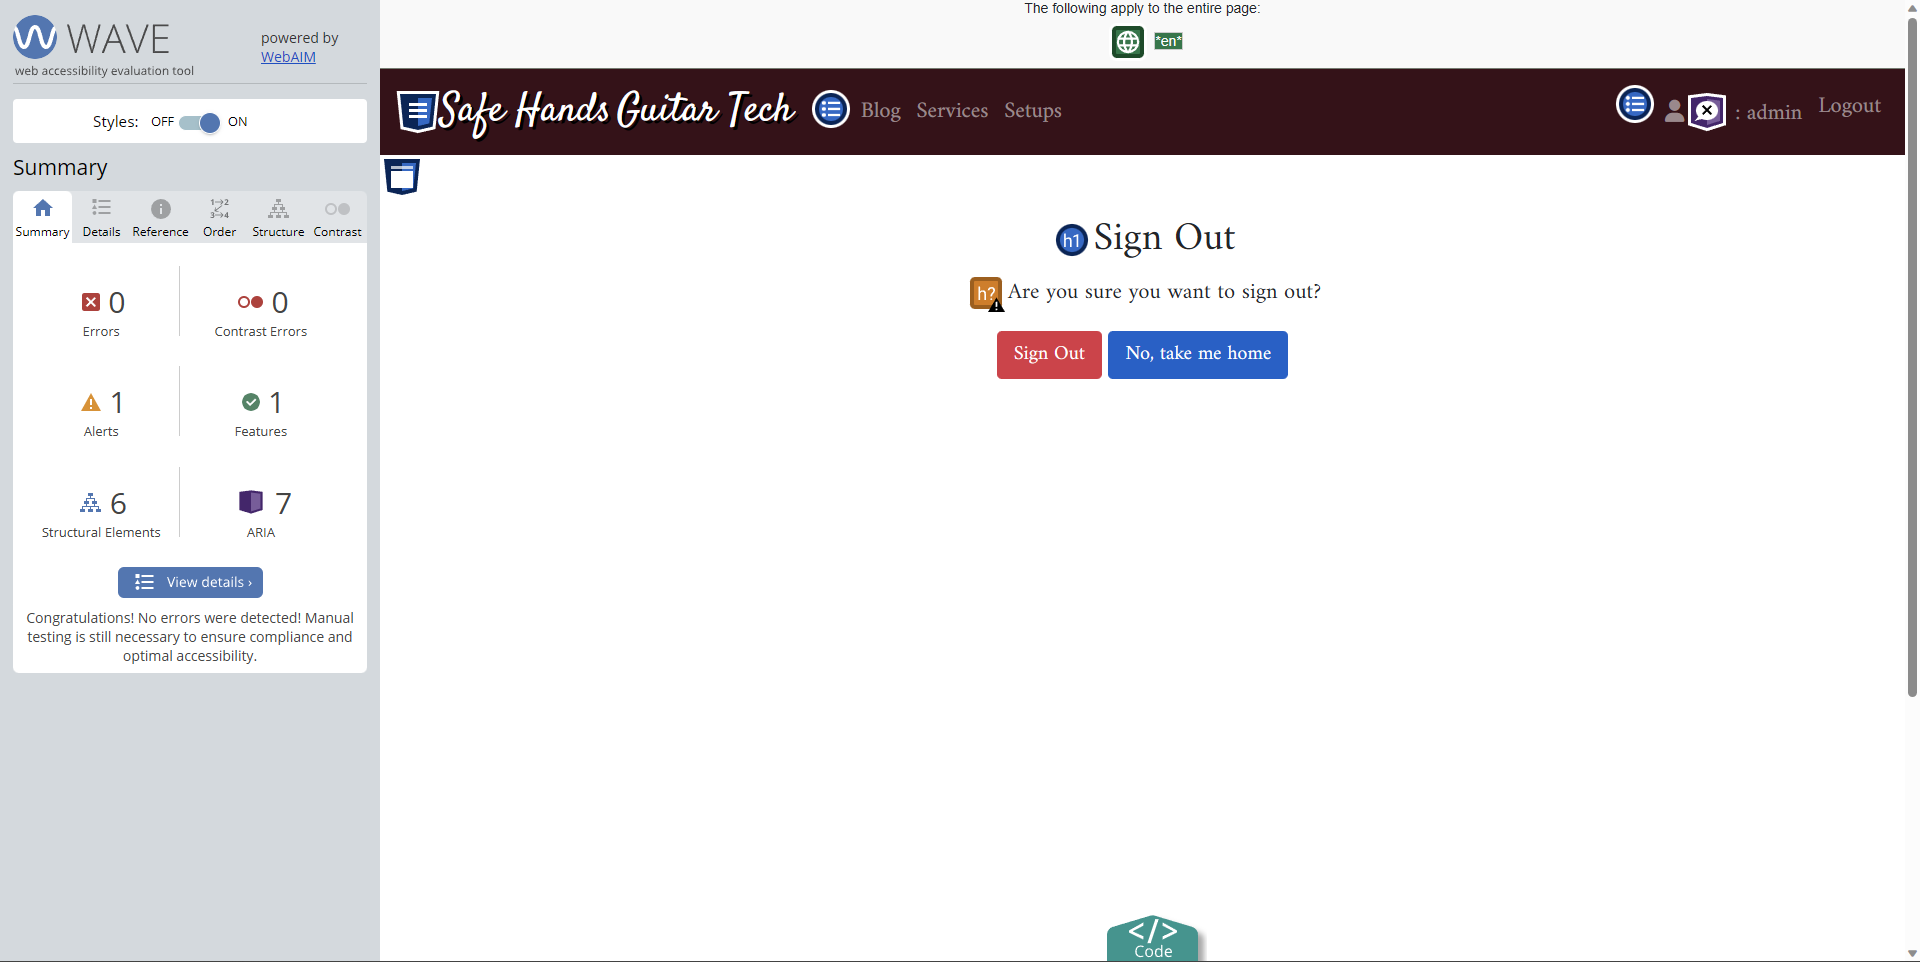 WAVE
powered by
WebAIM
web accessibility evaluation tool
Styles: OFF ON
Summary
Summary Details Reference Order Structure Contrast
0
Errors
0
Contrast Errors
1
Alerts
1
Features
6
Structural Elements
7
ARIA
View details ›
Congratulations! No errors were detected! Manual
testing is still necessary to ensure compliance and
optimal accessibility.
The following apply to the entire page:
*en*
Safe Hands Guitar Tech Blog Services Setups : admin Logout
h1 Sign Out
h? Are you sure you want to sign out?
Sign Out No, take me home
</>
Code